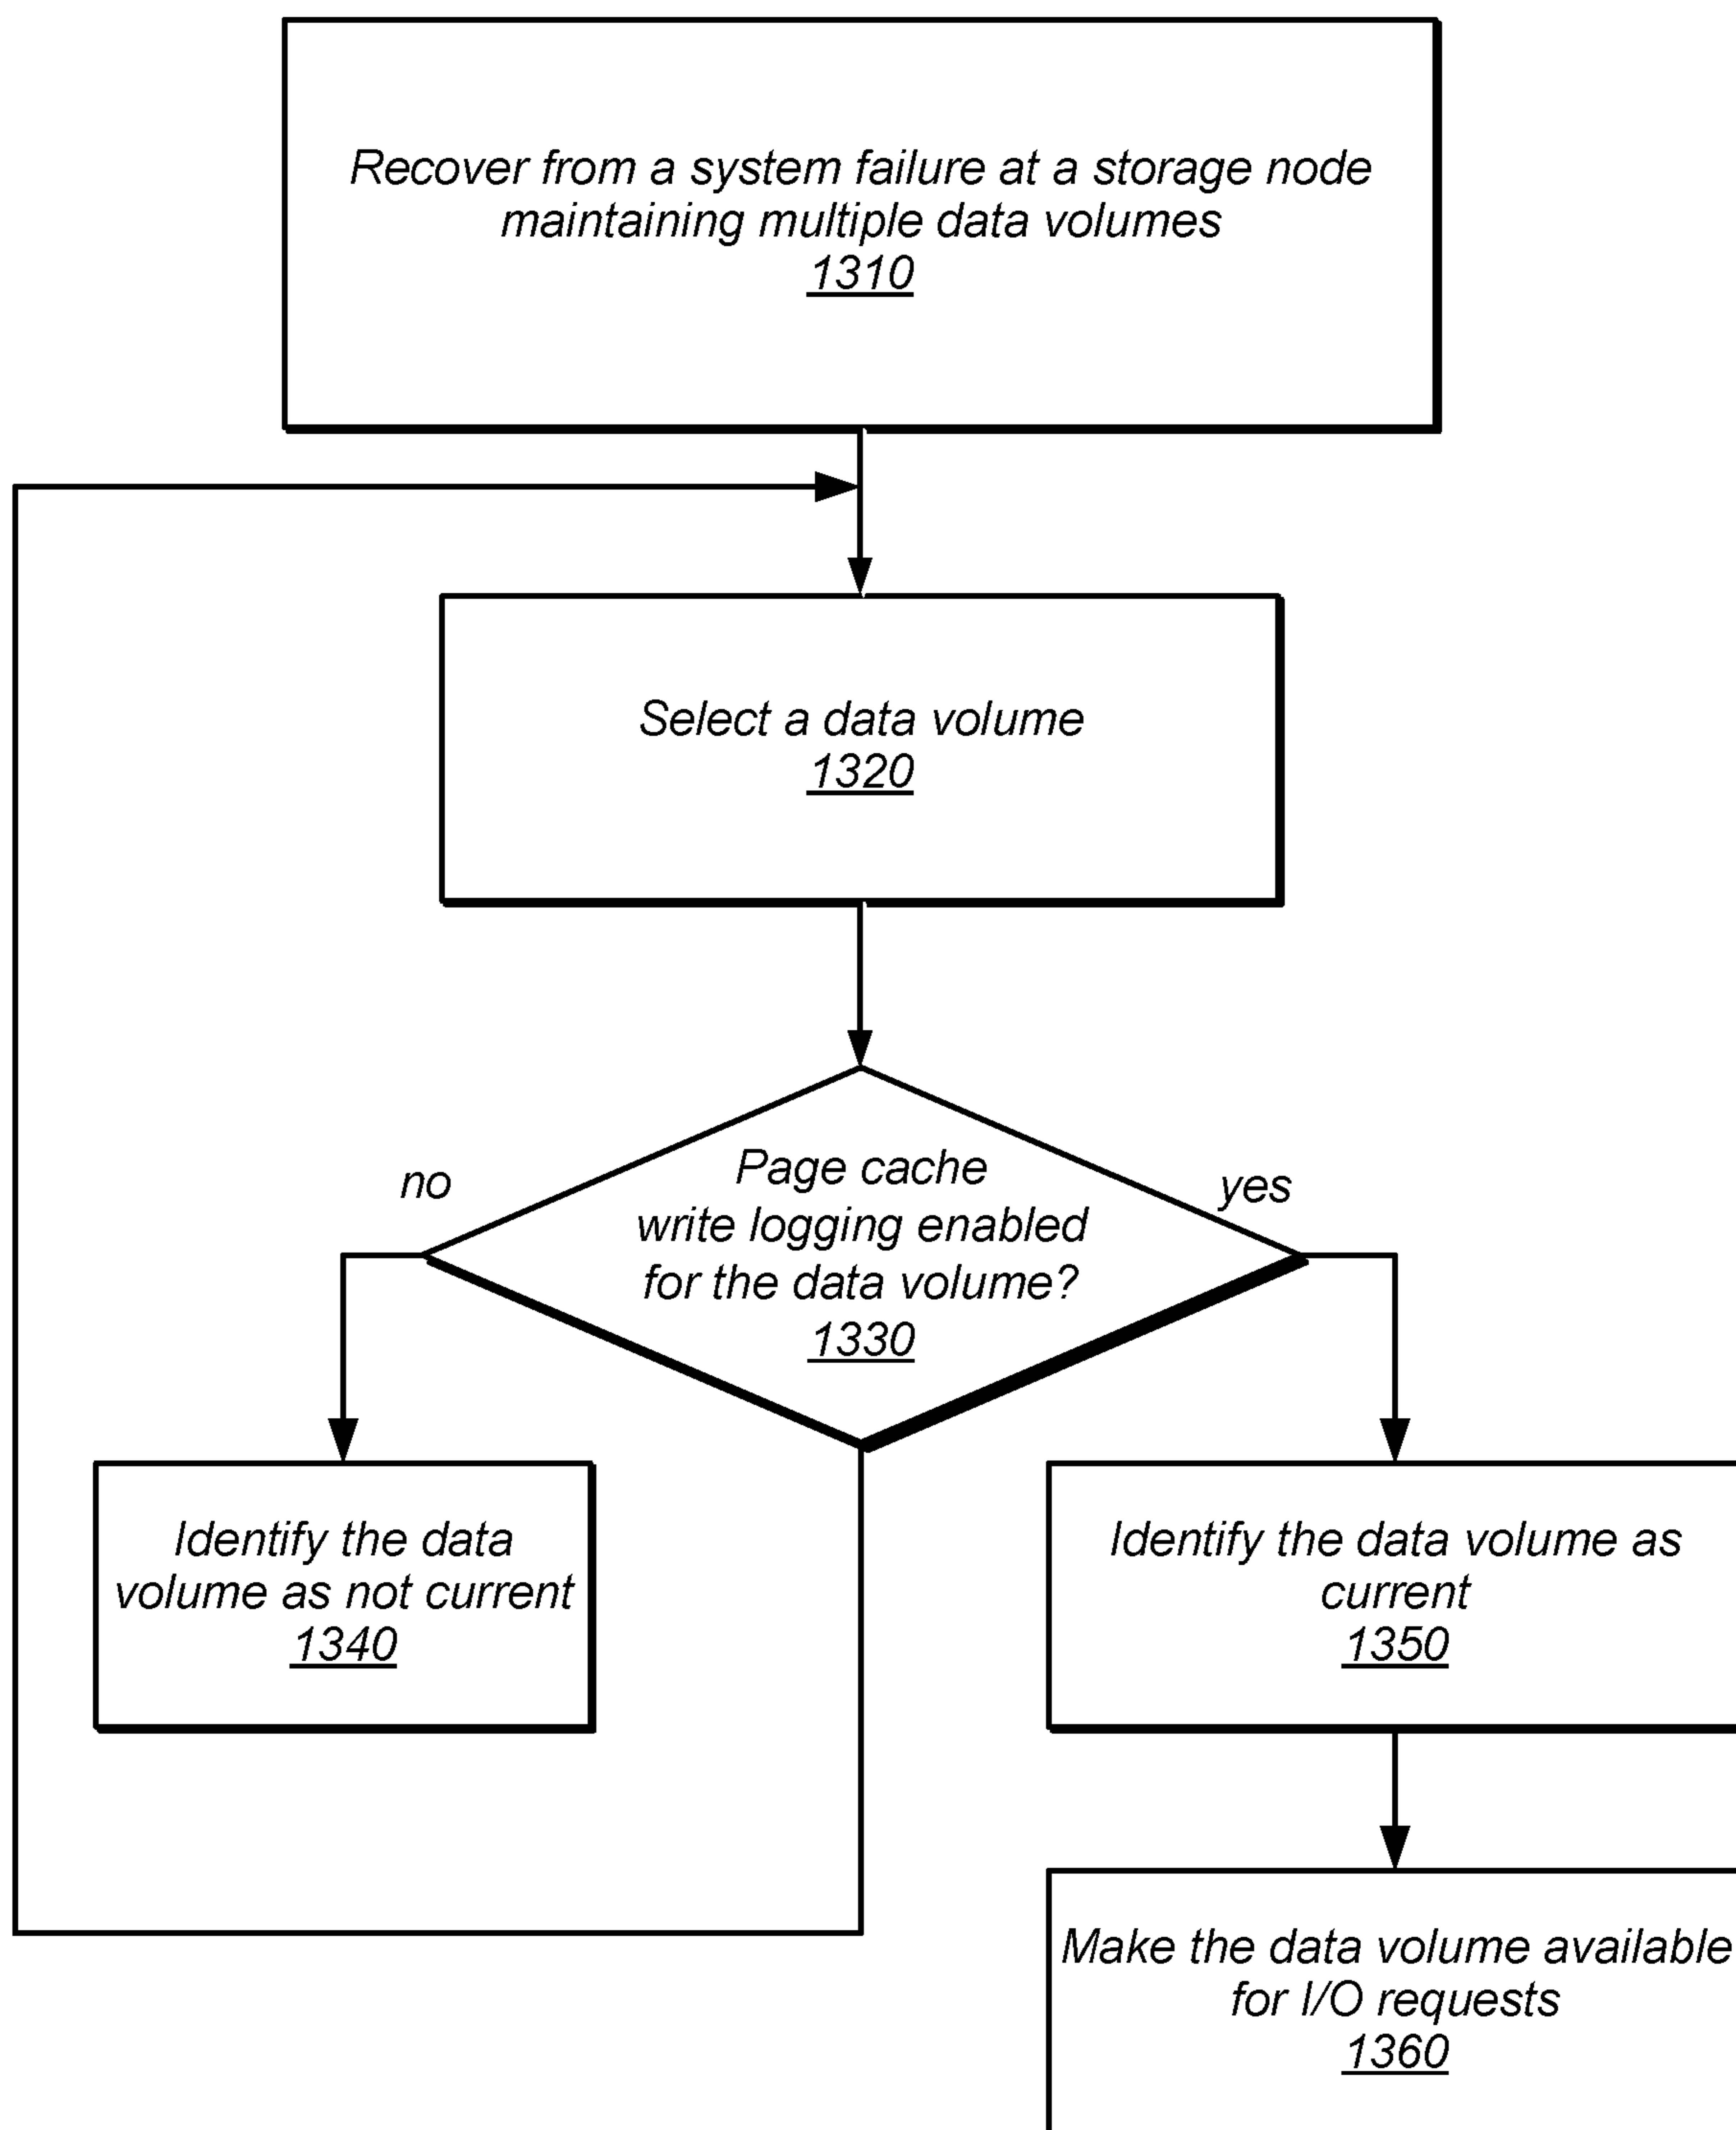 Recover from a system failure at a storage node
maintaining multiple data volumes
1310
Select a data volume
1320
no
yes
Page cache
write logging enabled
for the data volume?
1330
Identify the data
volume as not current
1340
Identify the data volume as
current
1350
Make the data volume available
for I/O requests
1360